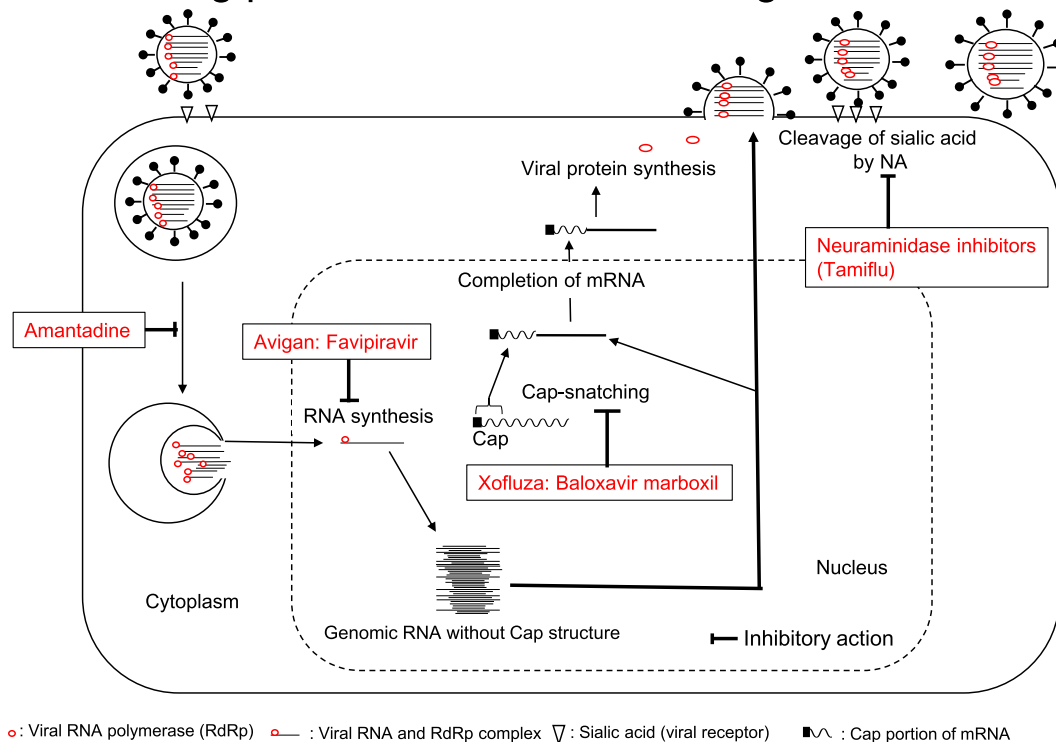 Cleavage of sialic acid
by NA
Viral protein synthesis
Neuraminidase inhibitors
(Tamiflu)
Completion of mRNA
Amantadine
Avigan: Favipiravir
Cap-snatching
RNA synthesis
Cap
Xofluza: Baloxavir marboxil
Nucleus
Cytoplasm
Genomic RNA without Cap structure
Inhibitory action
: Viral RNA polymerase (RdRp) : Viral RNA and RdRp complex : Sialic acid (viral receptor) : Cap portion of mRNA